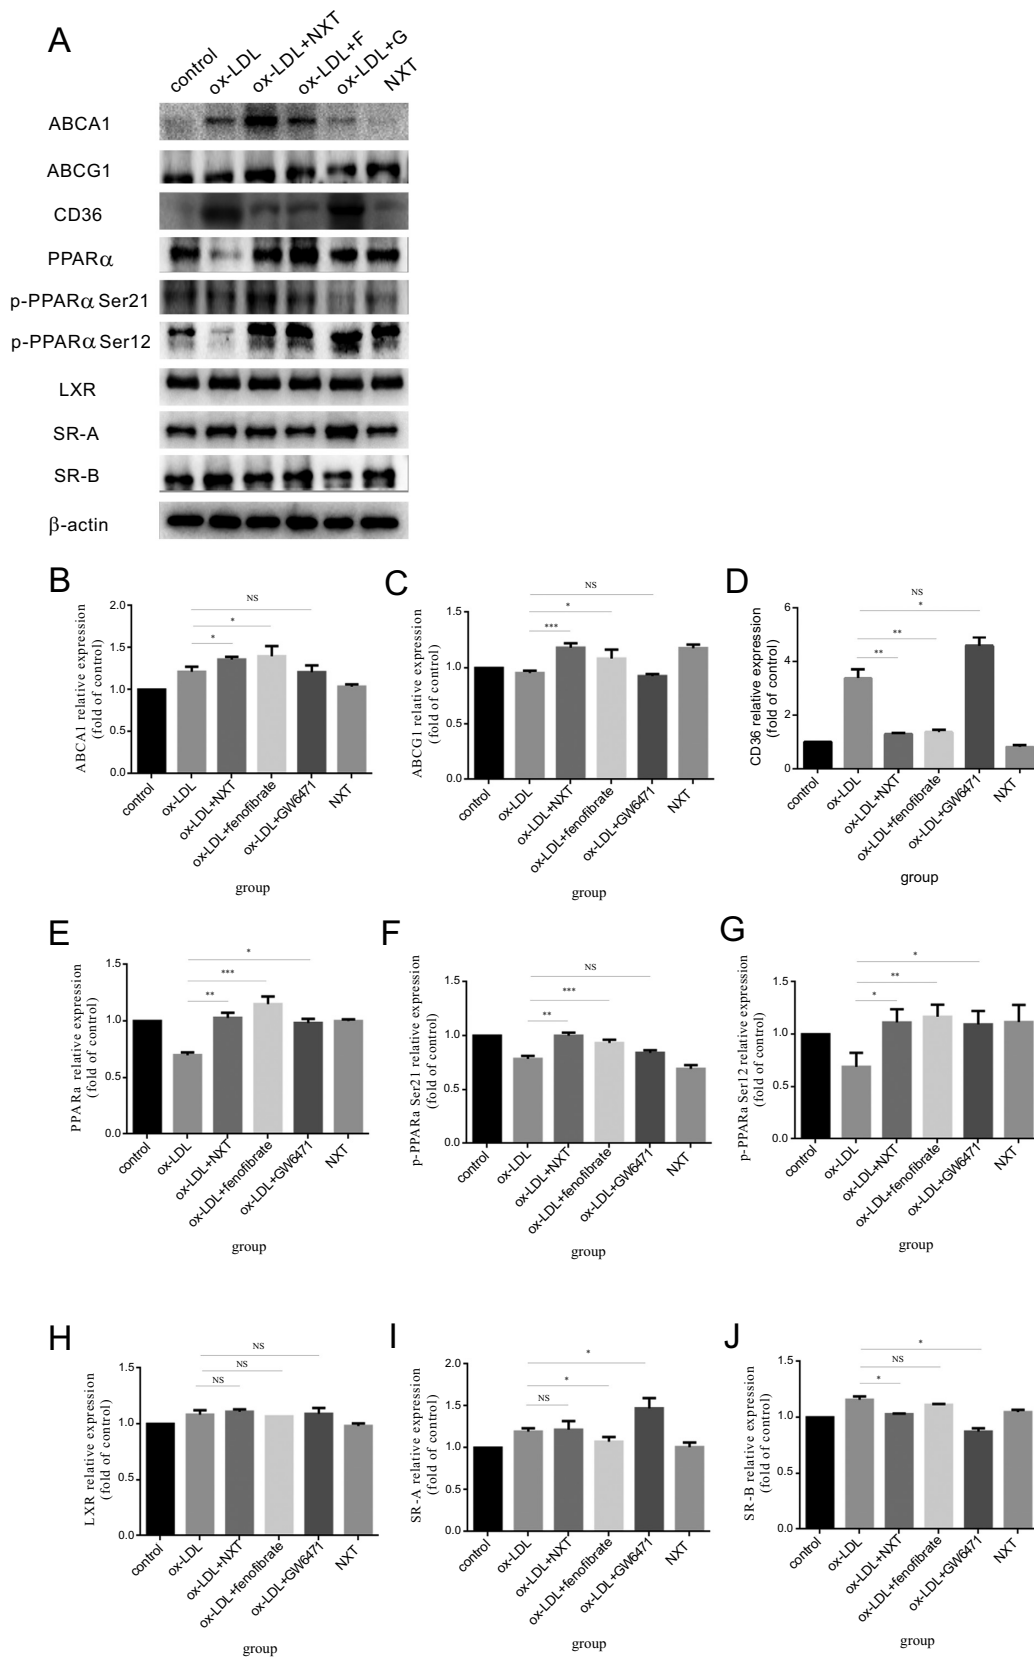 A
control
ox-LDL
ox-LDL+NXT
ox-LDL+F
ox-LDL+G
NXT
ABCA1
ABCG1
CD36
PPARα
p-PPARα Ser21
p-PPARα Ser12
LXR
SR-A
SR-B
β-actin
B
ABCA1 relative expression
(fold of control)
2.0
1.5
1.0
0.5
0.0
NS
*
*
control
ox-LDL
ox-LDL+NXT
ox-LDL+fenofibrate
ox-LDL+GW6471
NXT
group
C
ABCG1 relative expression
(fold of control)
1.5
1.0
0.5
0.0
NS
*
***
control
ox-LDL
ox-LDL+NXT
ox-LDL+fenofibrate
ox-LDL+GW6471
NXT
group
D
CD36 relative expression
(fold of control)
6
4
2
0
NS
*
**
**
control
ox-LDL
ox-LDL+NXT
ox-LDL+fenofibrate
ox-LDL+GW6471
NXT
group
E
PPARa relative expression
(fold of control)
1.5
1.0
0.5
0.0
*
***
**
control
ox-LDL
ox-LDL+NXT
ox-LDL+fenofibrate
ox-LDL+GW6471
NXT
group
F
p-PPARa Ser21 relative expression
(fold of control)
1.5
1.0
0.5
0.0
NS
***
**
control
ox-LDL
ox-LDL+NXT
ox-LDL+fenofibrate
ox-LDL+GW6471
NXT
group
G
p-PPARa Ser12 relative expression
(fold of control)
1.5
1.0
0.5
0.0
*
**
*
control
ox-LDL
ox-LDL+NXT
ox-LDL+fenofibrate
ox-LDL+GW6471
NXT
group
H
LXR relative expression
(fold of control)
1.5
1.0
0.5
0.0
NS
NS
NS
control
ox-LDL
ox-LDL+NXT
ox-LDL+fenofibrate
ox-LDL+GW6471
NXT
group
I
SR-A relative expression
(fold of control)
2.0
1.5
1.0
0.5
0.0
*
*
NS
control
ox-LDL
ox-LDL+NXT
ox-LDL+fenofibrate
ox-LDL+GW6471
NXT
group
J
SR-B relative expression
(fold of control)
1.5
1.0
0.5
0.0
*
NS
*
control
ox-LDL
ox-LDL+NXT
ox-LDL+fenofibrate
ox-LDL+GW6471
NXT
group